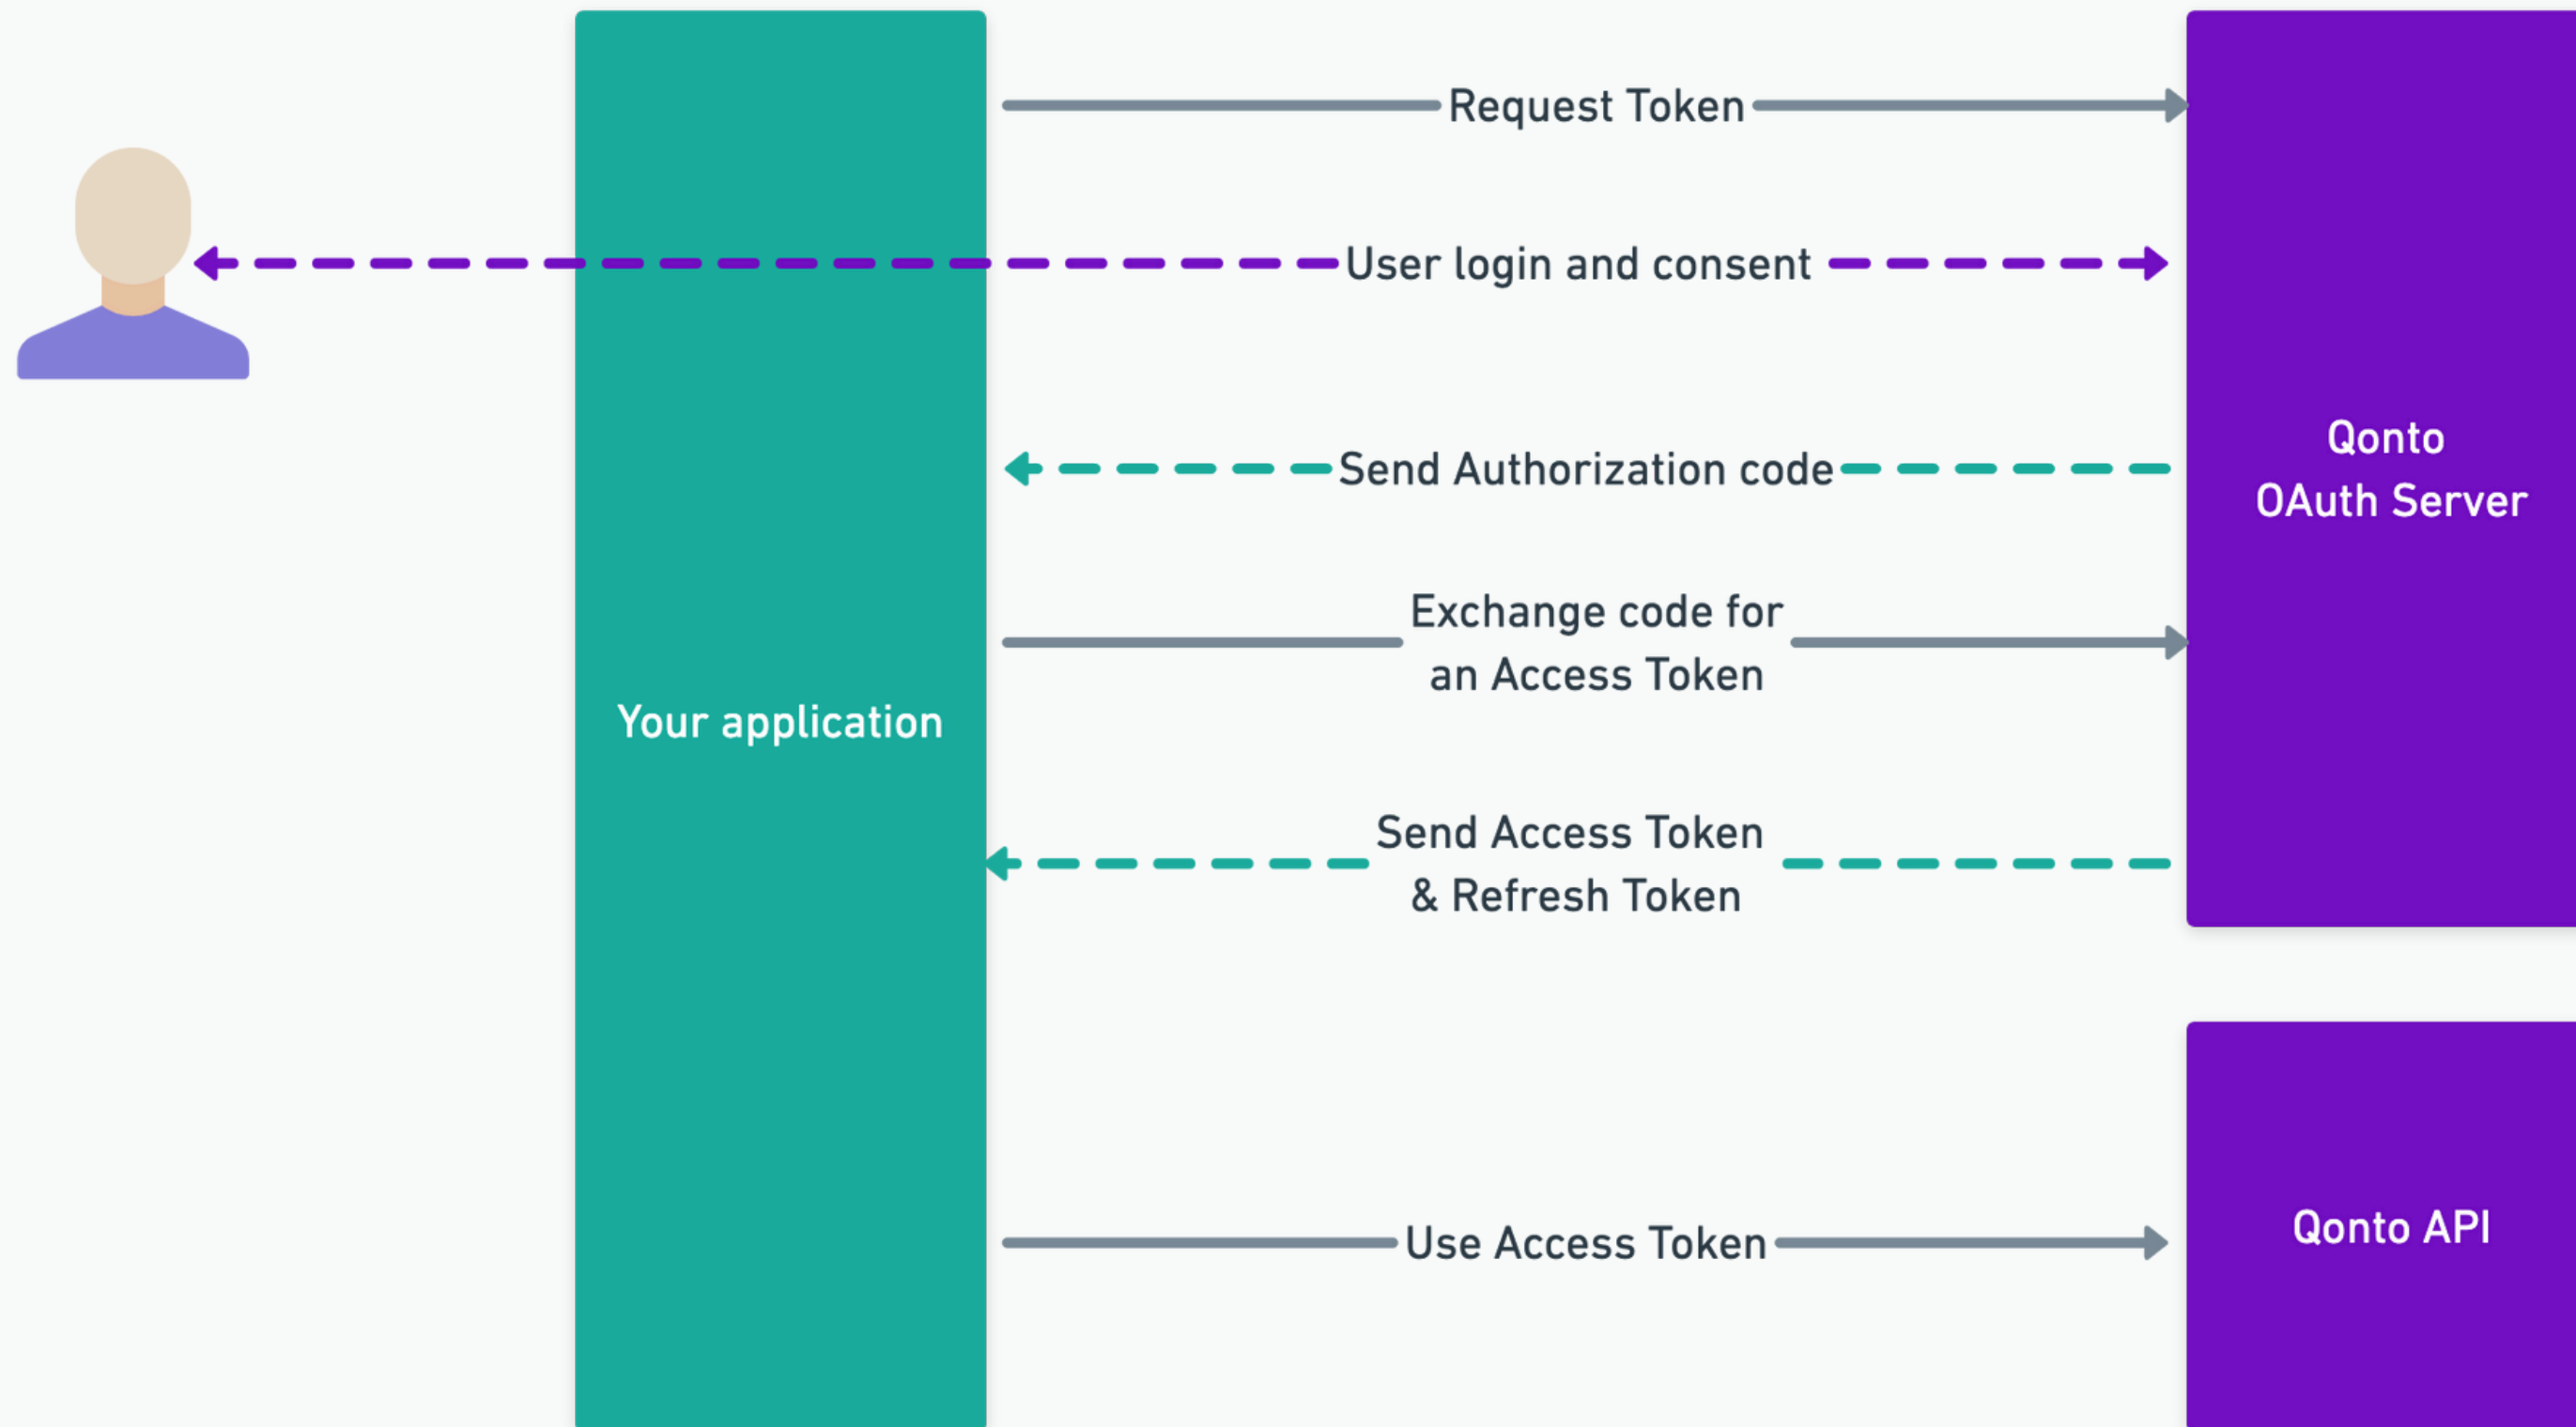 Request Token
User login and consent
Send Authorization code
Qonto
OAuth Server
Exchange code for
an Access Token
Your application
Send Access Token
& Refresh Token
Use Access Token
Qonto API